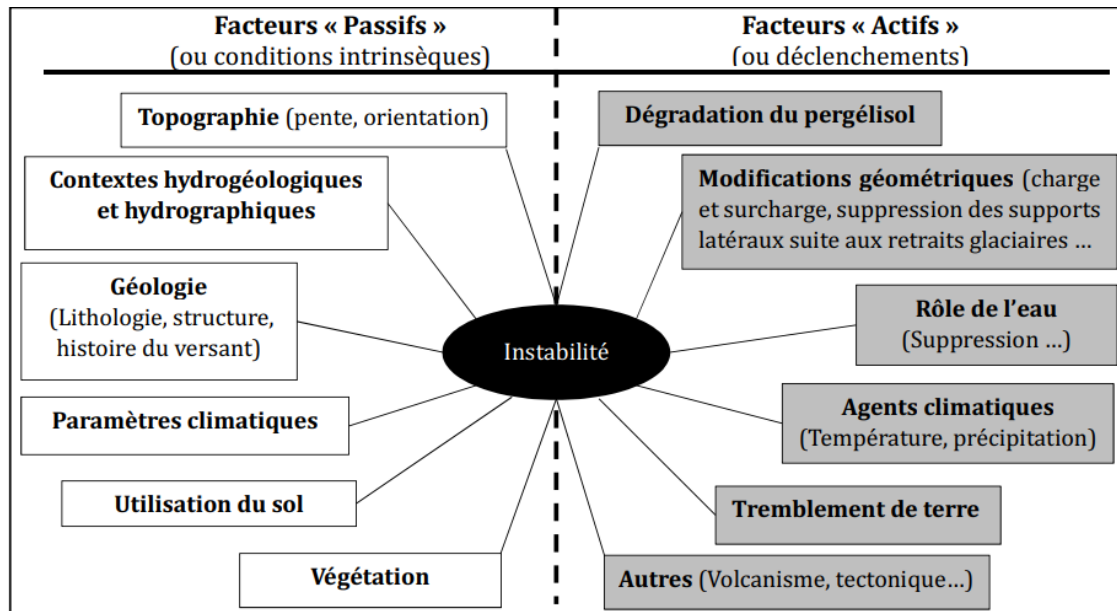 Facteurs « Passifs »
(ou conditions intrinsèques)
Facteurs « Actifs »
(ou déclenchements)
Topographie (pente, orientation)
Contextes hydrogéologiques
et hydrographiques
Géologie
(Lithologie, structure,
histoire du versant)
Paramètres climatiques
Utilisation du sol
Végétation
Instabilité
Dégradation du pergélisol
Modifications géométriques (charge
et surcharge, suppression des supports
latéraux suite aux retraits glaciaires ...
Rôle de l'eau
(Suppression ...)
Agents climatiques
(Température, précipitation)
Tremblement de terre
Autres (Volcanisme, tectonique...)